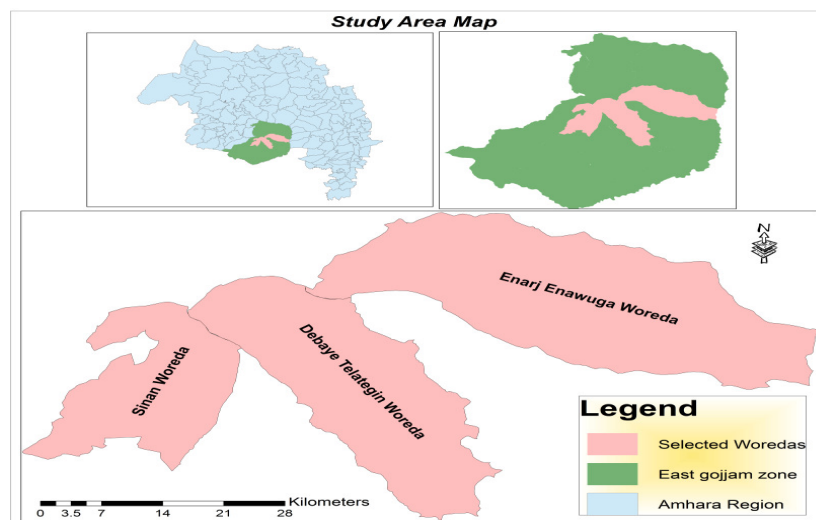 Study Area Map
N
Enarj Enawuga Woreda
Debaye Telategin Woreda
Sinan Woreda
Legend
Selected Woredas
East gojjam zone
Amhara Region
Kilometers
0 3.5 7 14 21 28